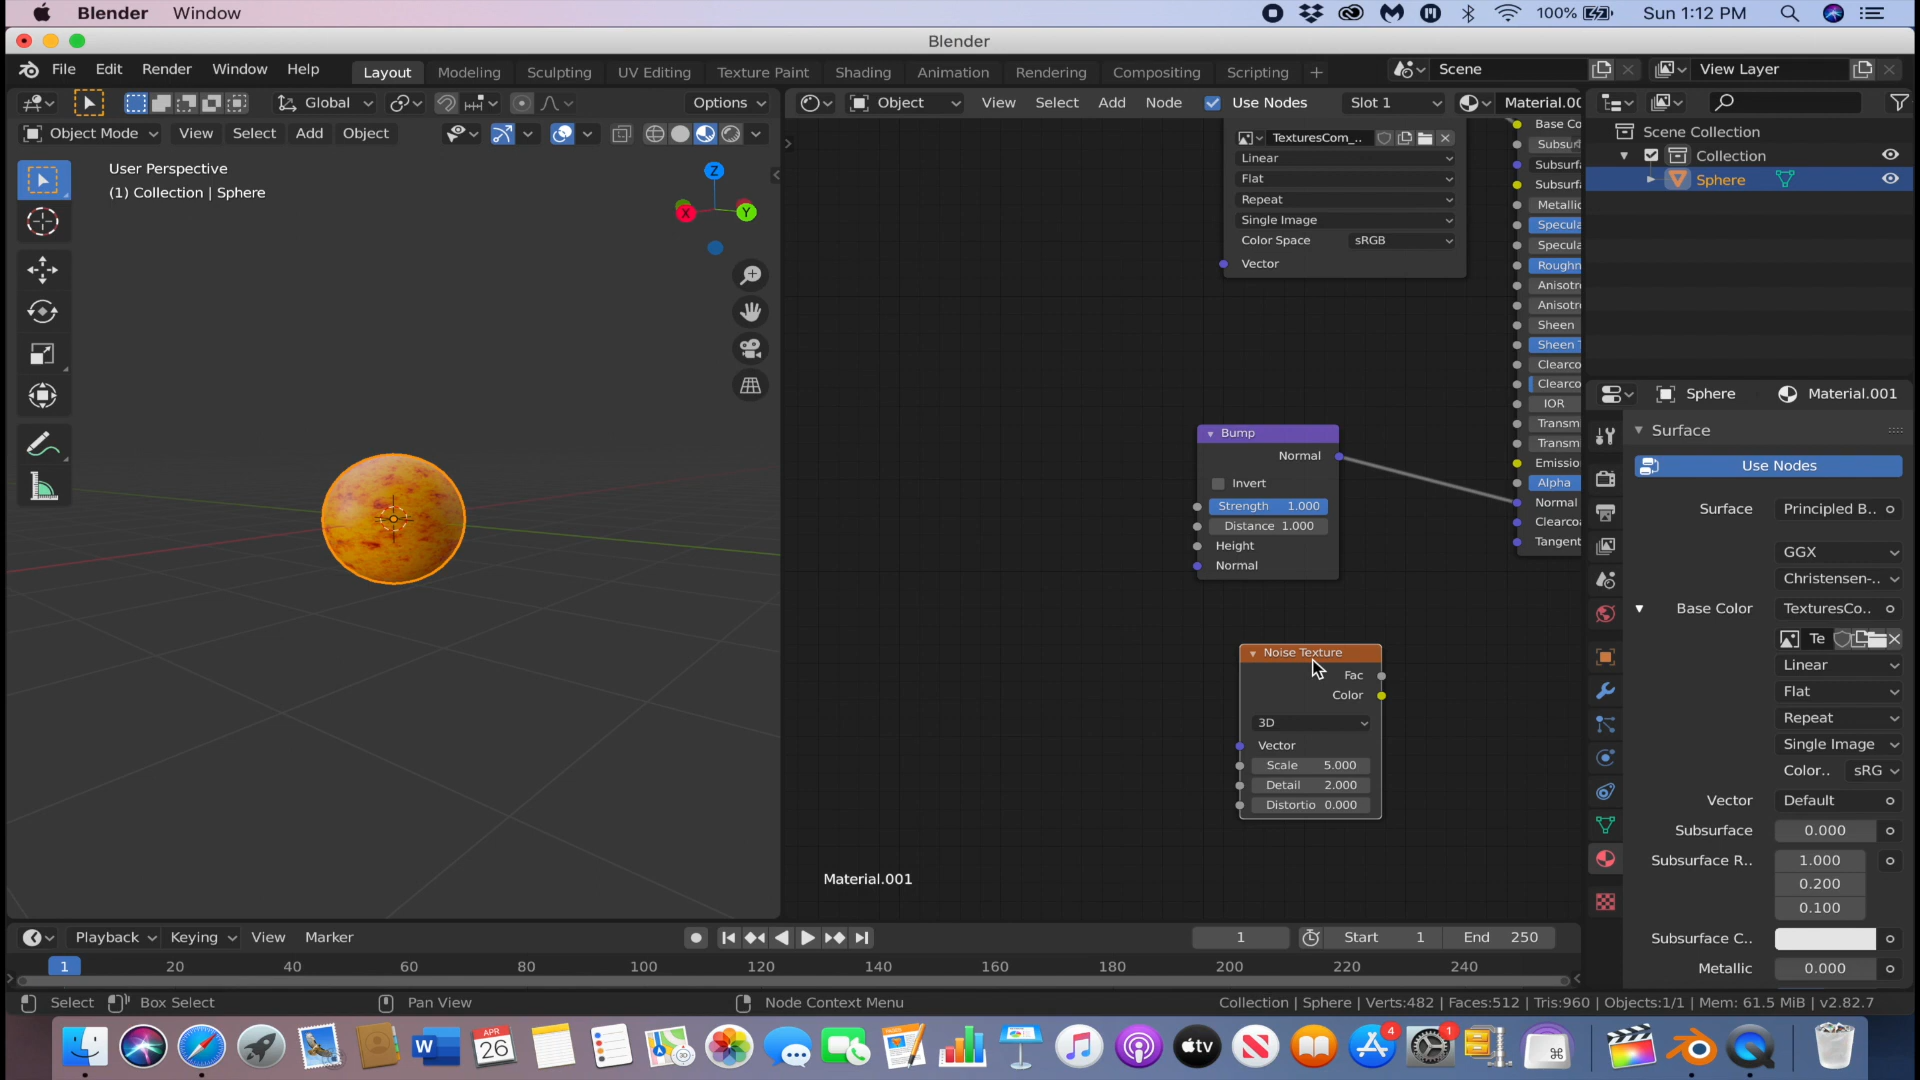 Blender Window 100% Sun 1:12 PM
Blender
File Edit Render Window Help Layout Modeling Sculpting UV Editing Texture Paint Shading Animation Rendering Compositing Scripting + Scene View Layer
Global Options Object View Select Add Node Use Nodes Slot 1 Material.00
Object Mode View Select Add Object
User Perspective
(1) Collection | Sphere
Z
X Y
TexturesCom_..
Linear
Flat
Repeat
Single Image
Color Space sRGB
Vector
Base Co
Subsurf
Subsurfa
Subsurfa
Metallic
Specula
Specula
Roughn
Anisotro
Anisotro
Sheen
Sheen T
Clearco
Clearco
IOR
Transm
Transm
Emissio
Alpha
Normal
Clearcoa
Tangent
Bump
Normal
Invert
Strength 1.000
Distance 1.000
Height
Normal
Noise Texture
Fac
Color
3D
Vector
Scale 5.000
Detail 2.000
Distortio 0.000
Material.001
Scene Collection
Collection
Sphere
Sphere Material.001
Surface
Use Nodes
Surface Principled B..
GGX
Christensen-..
Base Color TexturesCo..
Te
Linear
Flat
Repeat
Single Image
Color.. sRG
Vector Default
Subsurface 0.000
Subsurface R.. 1.000
0.200
0.100
Subsurface C..
Metallic 0.000
Playback Keying View Marker 1 Start 1 End 250
1 20 40 60 80 100 120 140 160 180 200 220 240
Select Box Select Pan View Node Context Menu Collection | Sphere | Verts:482 | Faces:512 | Tris:960 | Objects:1/1 | Mem: 61.5 MiB | v2.82.7
W APR 26 tv 4 1